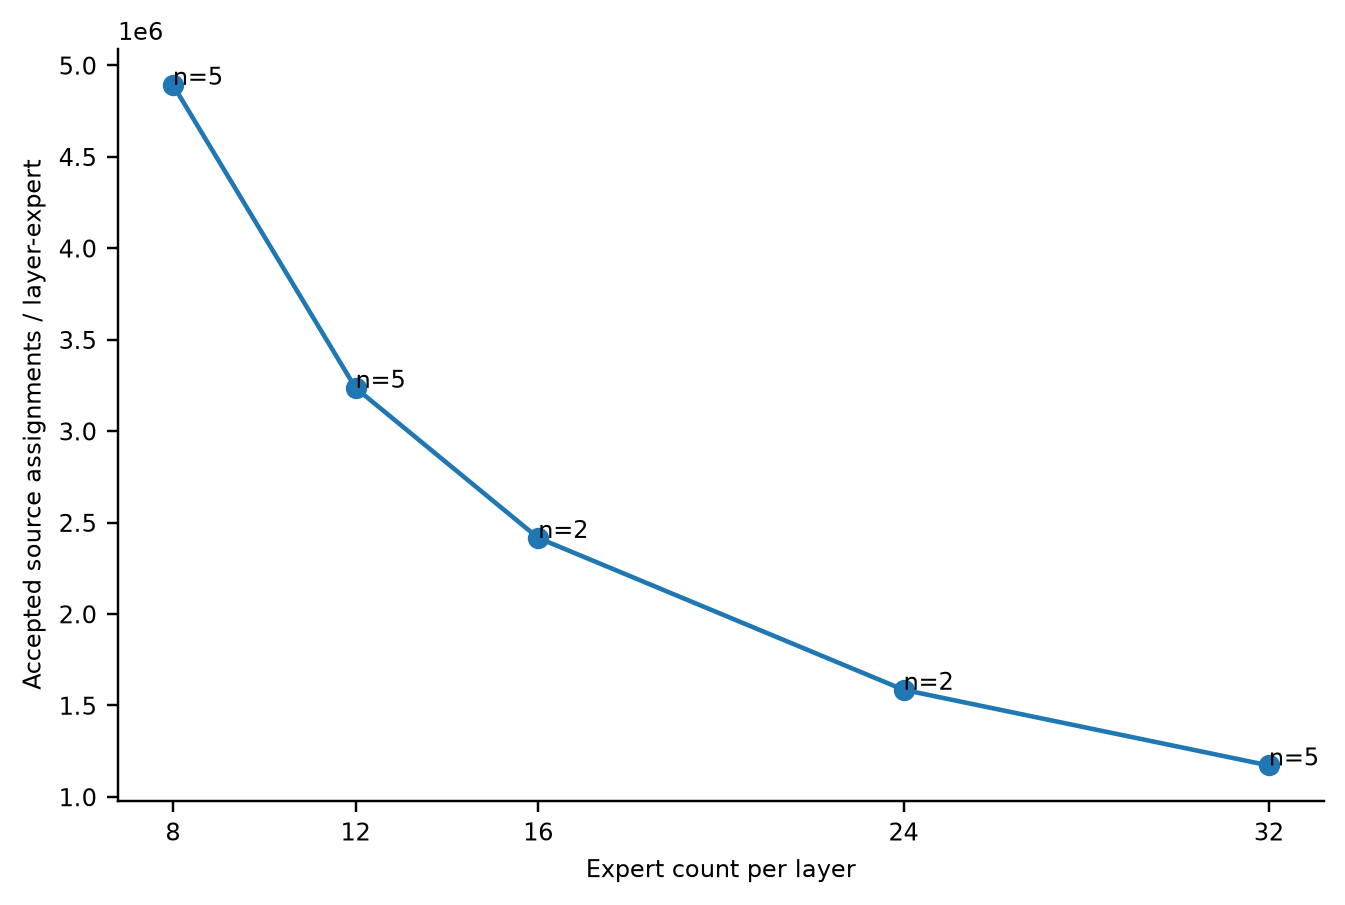 1e6
5.0
4.5
4.0
3.5
3.0
2.5
2.0
1.5
1.0
Accepted source assignments / layer-expert
n=5
n=5
n=2
n=2
n=5
8 12 16 24 32
Expert count per layer